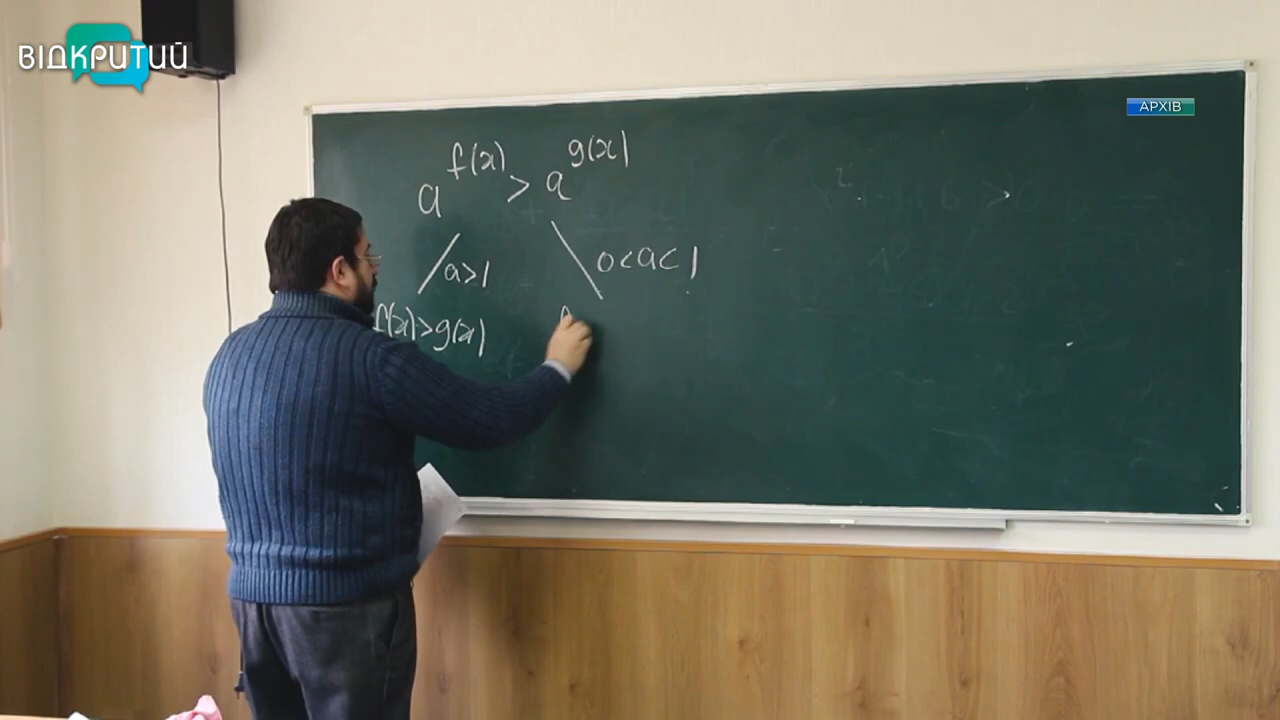 ВІДКРИТИЙ
АРХІВ
a^f(x) > a^g(x)
a>1
0<a<1
f(x)>g(x)
f